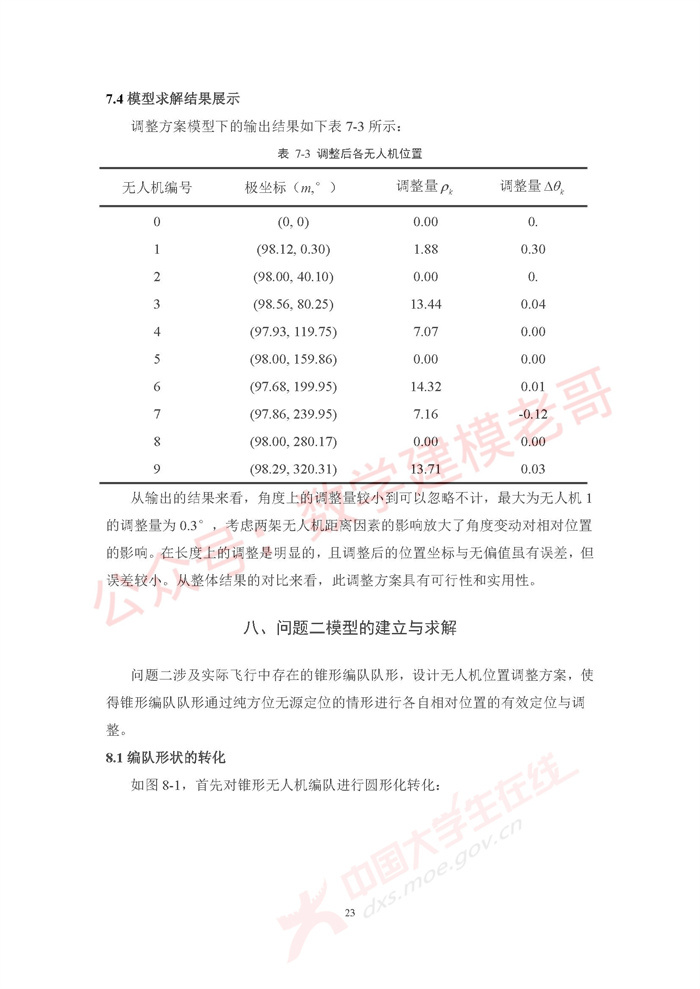 7.4 模型求解结果展示
调整方案模型下的输出结果如下表 7-3 所示：
表 7-3 调整后各无人机位置
无人机编号 极坐标（m,° ） 调整量 ρk 调整量 Δθk
0 (0, 0) 0.00 0.
1 (98.12, 0.30) 1.88 0.30
2 (98.00, 40.10) 0.00 0.
3 (98.56, 80.25) 13.44 0.04
4 (97.93, 119.75) 7.07 0.00
5 (98.00, 159.86) 0.00 0.00
6 (97.68, 199.95) 14.32 0.01
7 (97.86, 239.95) 7.16 -0.12
8 (98.00, 280.17) 0.00 0.00
9 (98.29, 320.31) 13.71 0.03
从输出的结果来看，角度上的调整量较小到可以忽略不计，最大为无人机 1
的调整量为 0.3°，考虑两架无人机距离因素的影响放大了角度变动对相对位置
的影响。在长度上的调整是明显的，且调整后的位置坐标与无偏值虽有误差，但
误差较小。从整体结果的对比来看，此调整方案具有可行性和实用性。
八、问题二模型的建立与求解
问题二涉及实际飞行中存在的锥形编队队形，设计无人机位置调整方案，使
得锥形编队队形通过纯方位无源定位的情形进行各自相对位置的有效定位与调
整。
8.1 编队形状的转化
如图 8-1，首先对锥形无人机编队进行圆形化转化：
23
公众号：数学建模老哥
中国大学生在线
dxs.moe.gov.cn